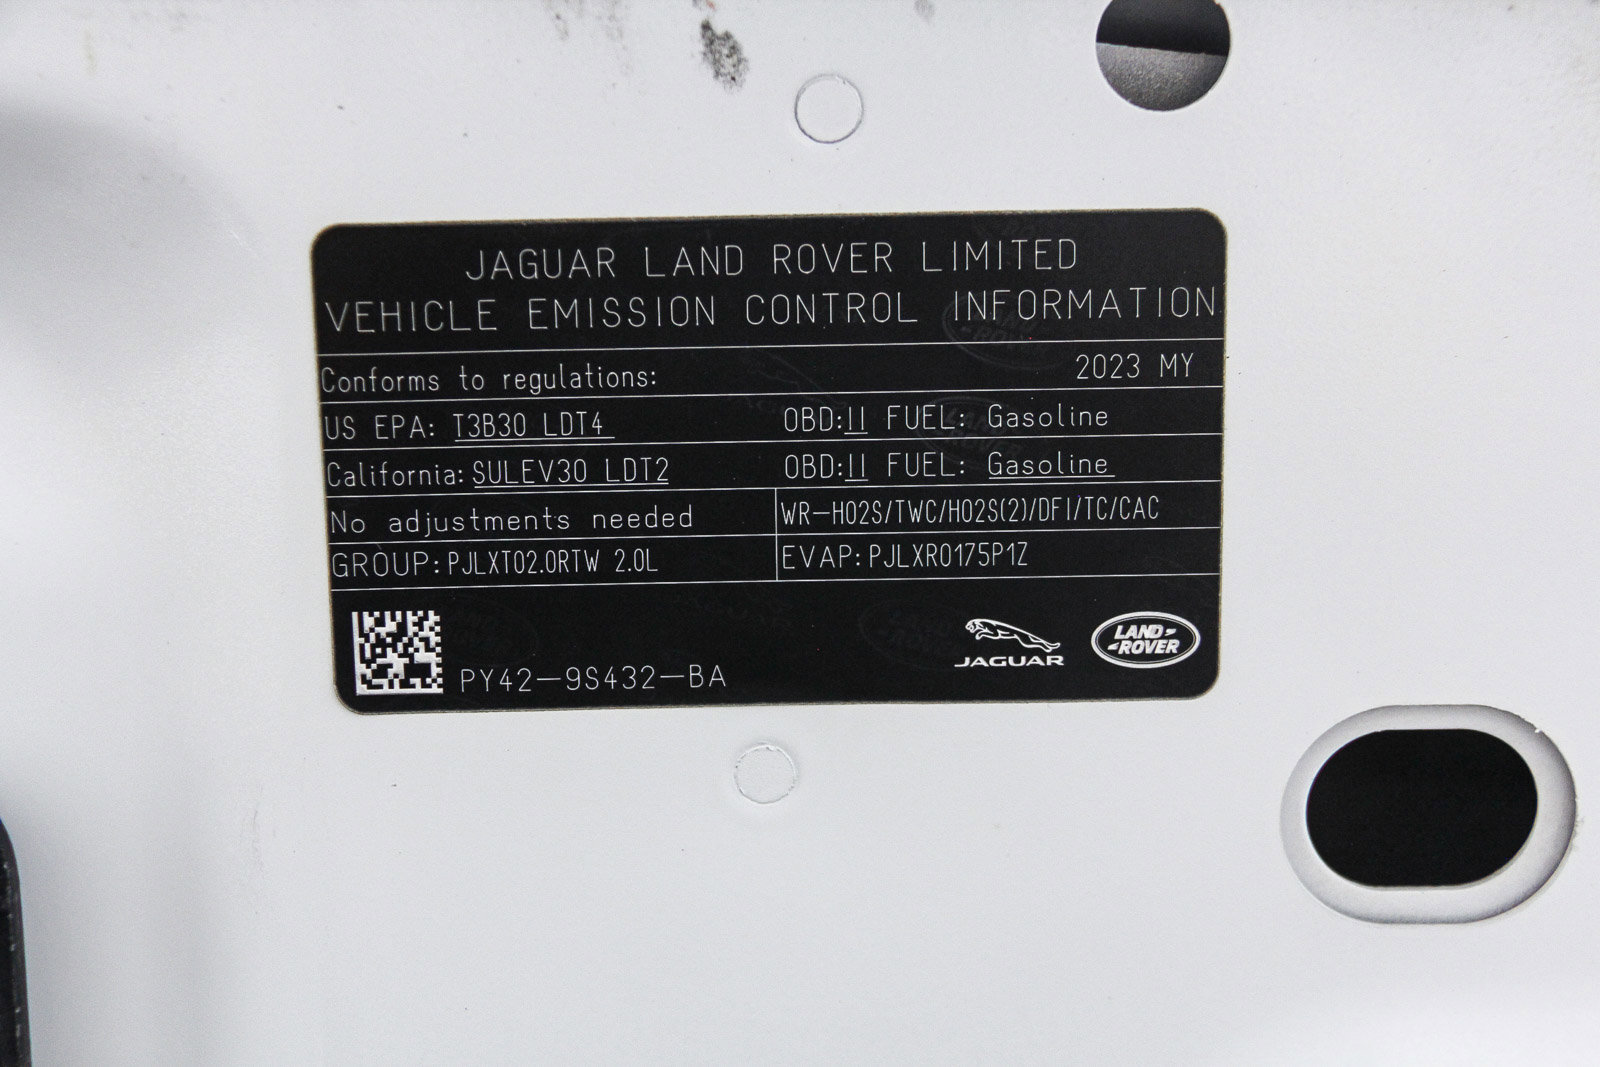 JAGUAR LAND ROVER LIMITED
VEHICLE EMISSION CONTROL INFORMATION
Conforms to regulations: 2023 MY
US EPA: T3B30 LDT4 OBD:II FUEL: Gasoline
California: SULEV30 LDT2 OBD:II FUEL: Gasoline
No adjustments needed WR-HO2S/TWC/HO2S(2)/DFI/TC/CAC
GROUP: PJLXT02.0RTW 2.0L EVAP: PJLXR0175P1Z
PY42-9S432-BA
JAGUAR
LAND-
-ROVER